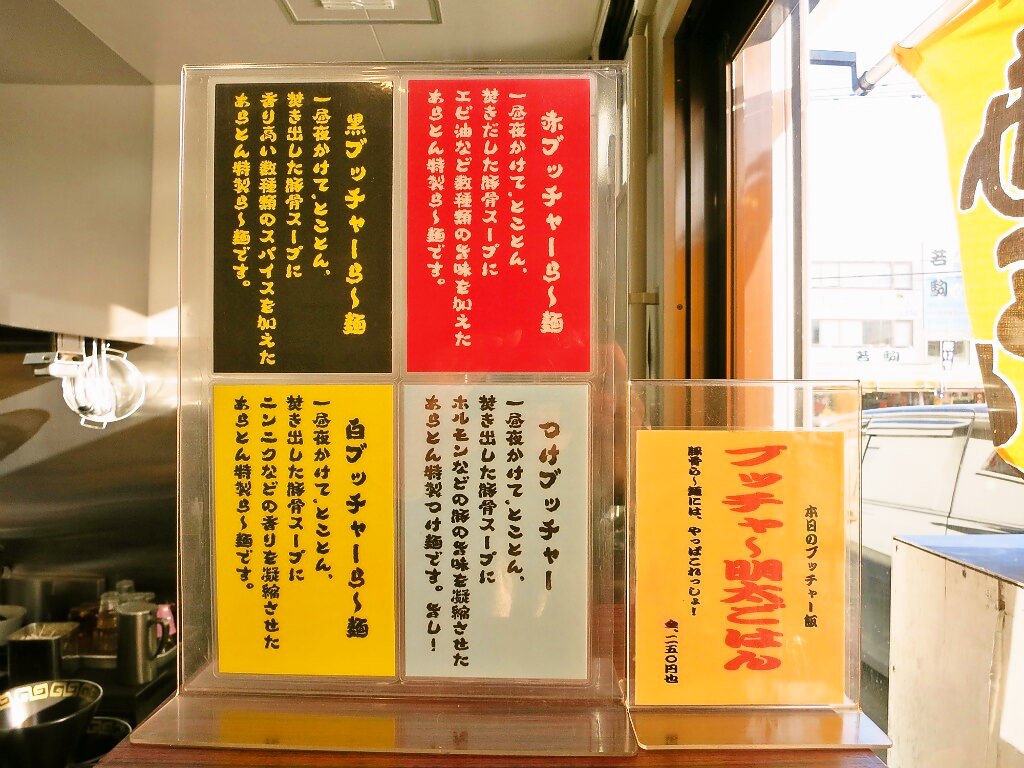 赤ブッチャーら〜麺
一昼夜かけて、とことん、
焚きだした豚骨スープに
エビ油など数種類の旨味を加えた
あらとん特製ら〜麺です。
黒ブッチャーら〜麺
一昼夜かけて、とことん、
焚き出した豚骨スープに
香り高い数種類のスパイスを加えた
あらとん特製ら〜麺です。
つけブッチャー
一昼夜かけて、とことん、
焚き出した豚骨スープに
ホルモンなどの豚の旨味を凝縮させた
あらとん特製つけ麺です。旨し!
白ブッチャーら〜麺
一昼夜かけて、とことん、
焚き出した豚骨スープに
ニンニクなどの香りを凝縮させた
あらとん特製ら〜麺です。
本日のブッチャー飯
ブッチャ〜明太ごはん
豚骨ら〜麺には、やっぱこれっしょ!
金、二五〇円也
若駒
若駒